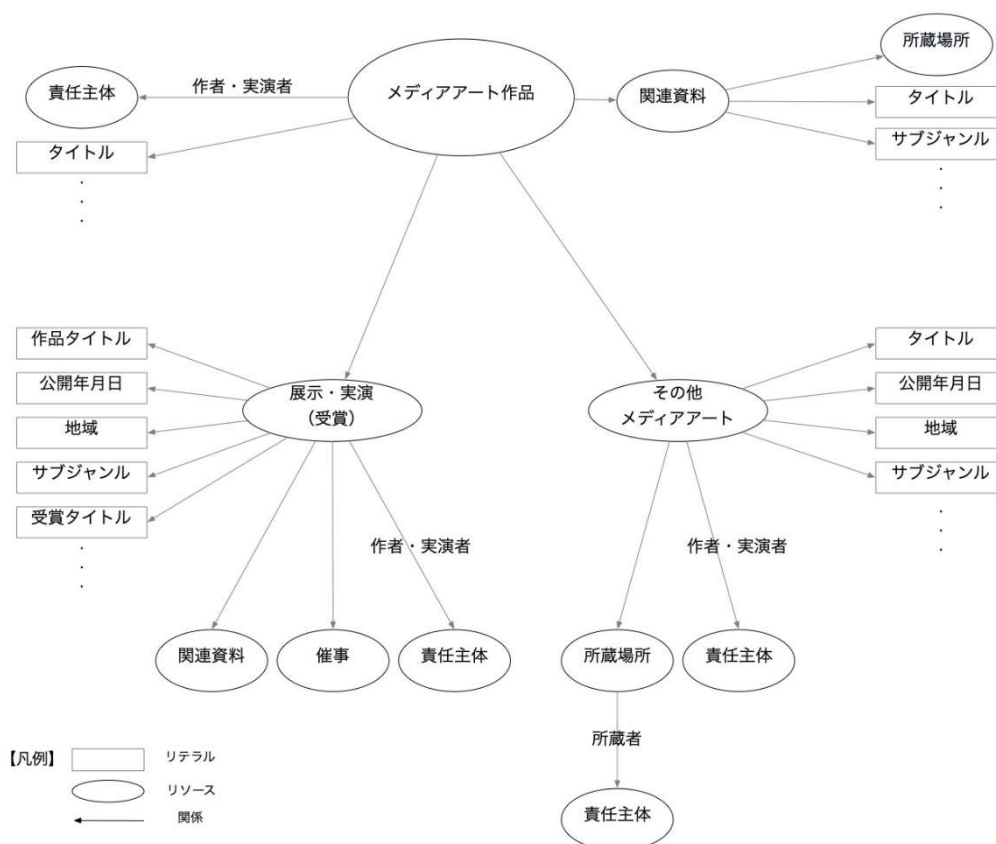 所蔵場所
メディアアート作品
作者・実演者
責任主体
関連資料
タイトル
タイトル
サブジャンル
・
・
・
・
・
・
作品タイトル
公開年月日
地域
サブジャンル
受賞タイトル
・
・
・
展示・実演
（受賞）
その他
メディアアート
タイトル
公開年月日
地域
サブジャンル
・
・
・
作者・実演者
作者・実演者
関連資料
催事
責任主体
所蔵場所
責任主体
所蔵者
責任主体
【凡例】
リテラル
リソース
関係